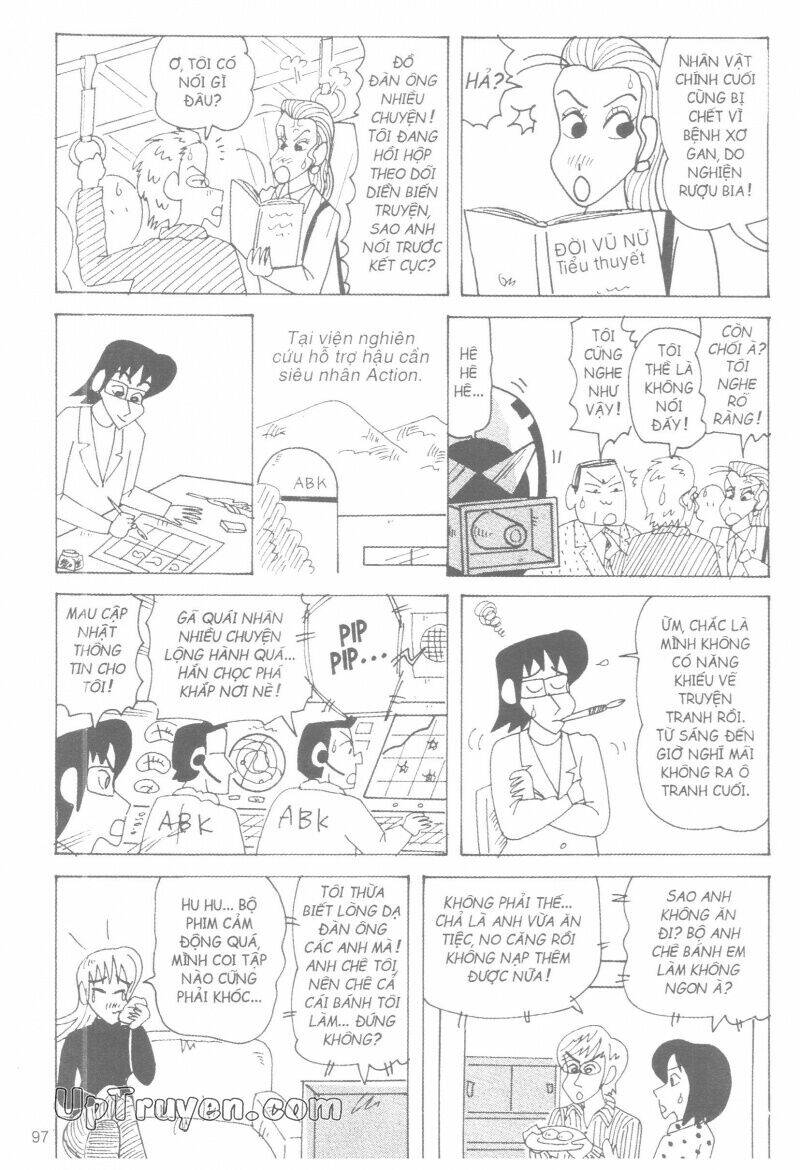 NHÂN VẬT
CHÍNH CUỐI
CÙNG BỊ
CHẾT VÌ
BỆNH XƠ
GAN, DO
NGHIỆN
RƯỢU BIA!
HẢ?
ĐỜI VŨ NỮ
Tiểu thuyết
ĐỒ
ĐÀN ÔNG
NHIỀU
CHUYỆN!
TÔI ĐANG
HỒI HỘP
THEO DÕI
DIỄN BIẾN
TRUYỆN,
SAO ANH
NÓI TRƯỚC
KẾT CỤC?
Ơ, TÔI CÓ
NÓI GÌ
ĐÂU?
CÒN
CHỐI À?
TÔI
NGHE
RÕ
RÀNG!
TÔI
THỀ LÀ
KHÔNG
NÓI
ĐẤY!
TÔI
CŨNG
NGHE
NHƯ
VẬY!
HÊ
HÊ
HÊ...
Tại viện nghiên
cứu hỗ trợ hậu cần
siêu nhân Action.
ABK
ỪM, CHẮC LÀ
MÌNH KHÔNG
CÓ NĂNG
KHIẾU VẼ
TRUYỆN
TRANH RỒI.
TỪ SÁNG ĐẾN
GIỜ NGHĨ MÃI
KHÔNG RA Ô
TRANH CUỐI.
PIP
PIP...
GÃ QUÁI NHÂN
NHIỀU CHUYỆN
LỘNG HÀNH QUÁ...
HẮN CHỌC PHÁ
KHẮP NƠI NÈ!
MAU CẬP
NHẬT
THÔNG
TIN CHO
TÔI!
ABK
ABK
SAO ANH
KHÔNG ĂN
ĐI? BỘ ANH
CHÊ BÁNH EM
LÀM KHÔNG
NGON À?
KHÔNG PHẢI THẾ...
CHẢ LÀ ANH VỪA ĂN
TIỆC, NO CĂNG RỒI
KHÔNG NẠP THÊM
ĐƯỢC NỮA!
TÔI THỪA
BIẾT LÒNG DẠ
ĐÀN ÔNG
CÁC ANH MÀ!
ANH CHÊ TÔI,
NÊN CHÊ CẢ
CÁI BÁNH TÔI
LÀM... ĐÚNG
KHÔNG?
HU HU... BỘ
PHIM CẢM
ĐỘNG QUÁ,
MÌNH COI TẬP
NÀO CŨNG
PHẢI KHÓC...
UpTruyen.com
97